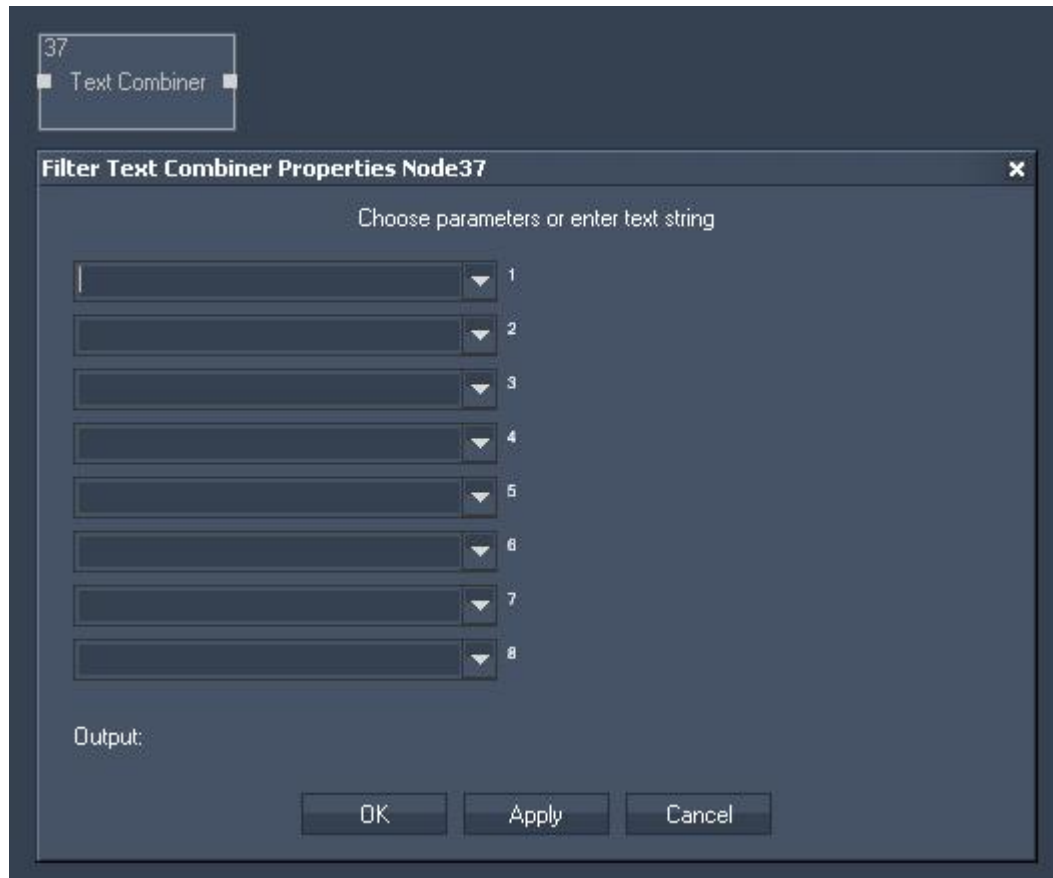 37
Text Combiner
Filter Text Combiner Properties Node37
Choose parameters or enter text string
1
2
3
4
5
6
7
8
Output:
OK Apply Cancel